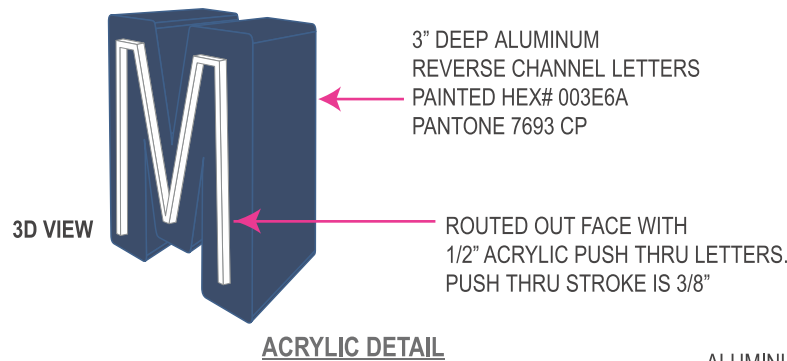 3” DEEP ALUMINUM
REVERSE CHANNEL LETTERS
PAINTED HEX# 003E6A
PANTONE 7693 CP
3D VIEW
ROUTED OUT FACE WITH
1/2” ACRYLIC PUSH THRU LETTERS.
PUSH THRU STROKE IS 3/8”
ACRYLIC DETAIL